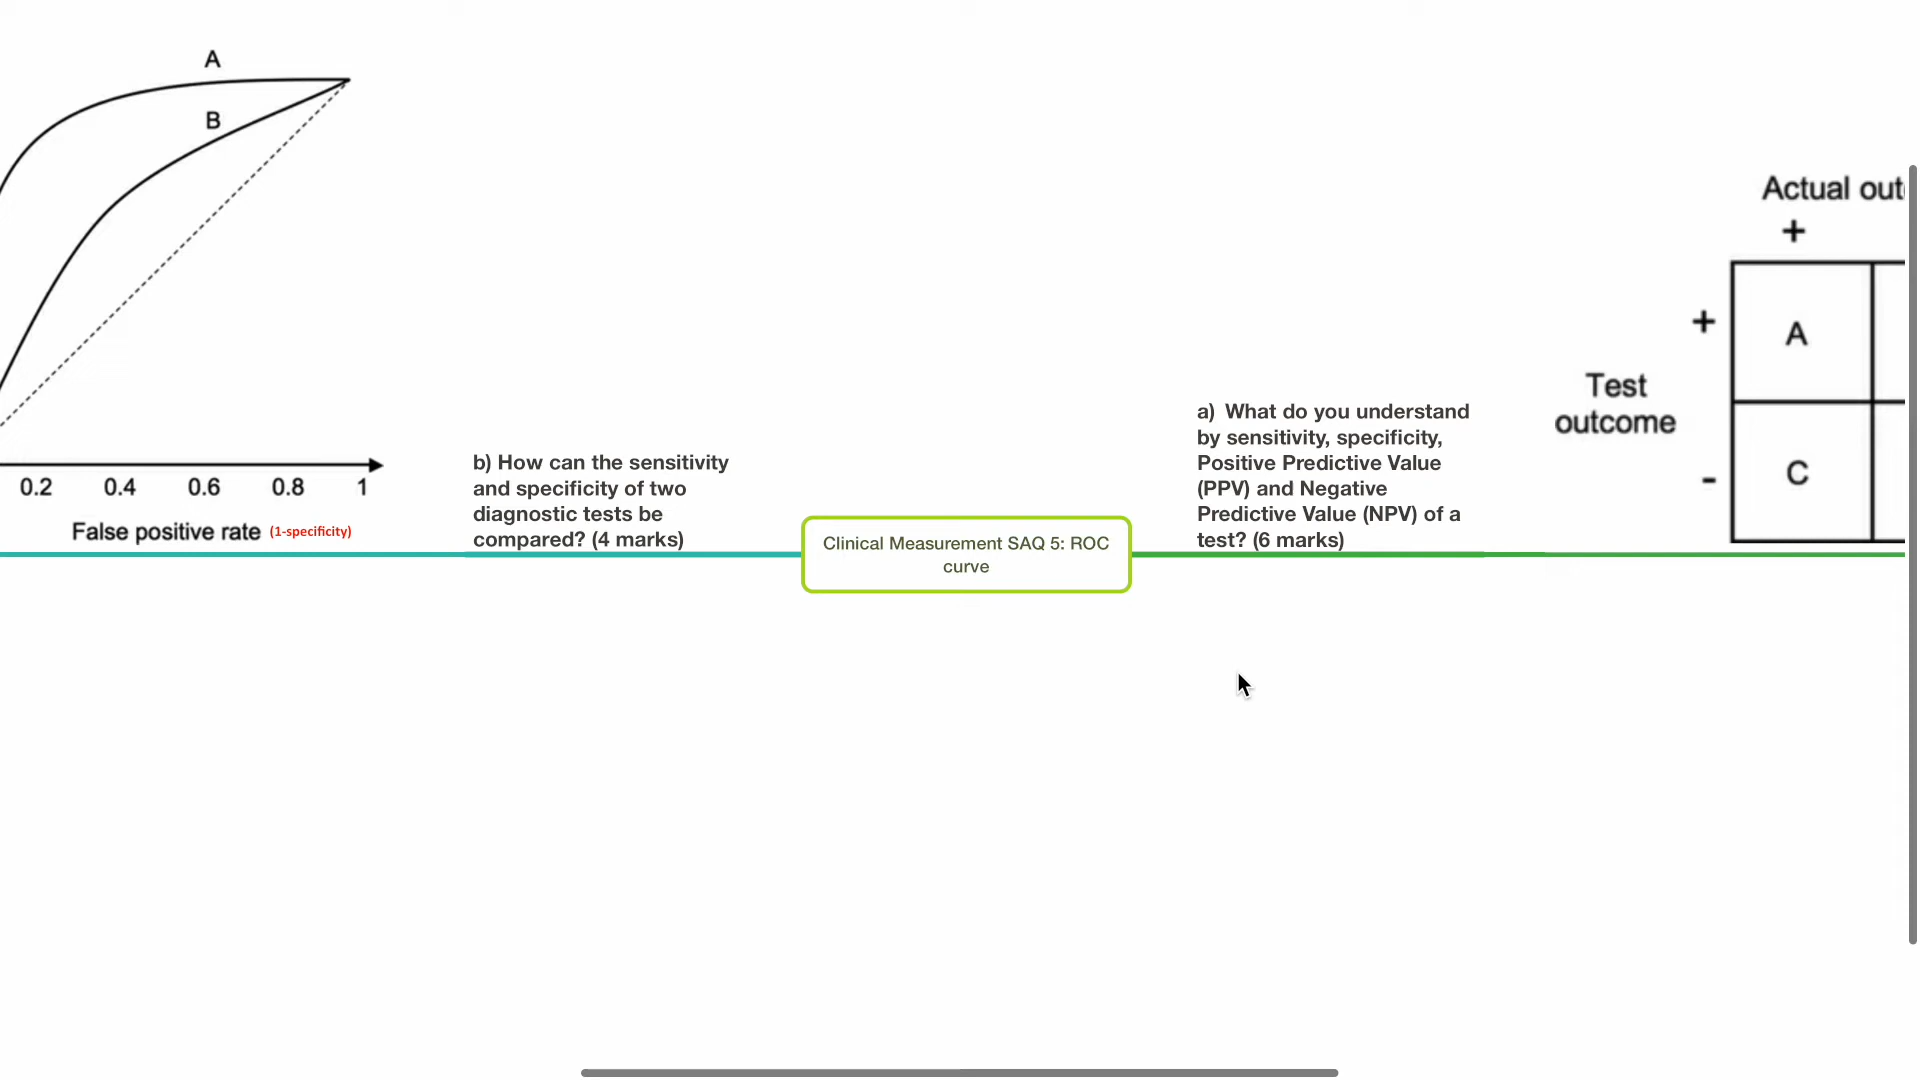 A
B
0.2 0.4 0.6 0.8 1
False positive rate (1-specificity)
b) How can the sensitivity
and specificity of two
diagnostic tests be
compared? (4 marks)
Clinical Measurement SAQ 5: ROC
curve
a) What do you understand
by sensitivity, specificity,
Positive Predictive Value
(PPV) and Negative
Predictive Value (NPV) of a
test? (6 marks)
Actual out
+
+
A
Test
outcome
-
C